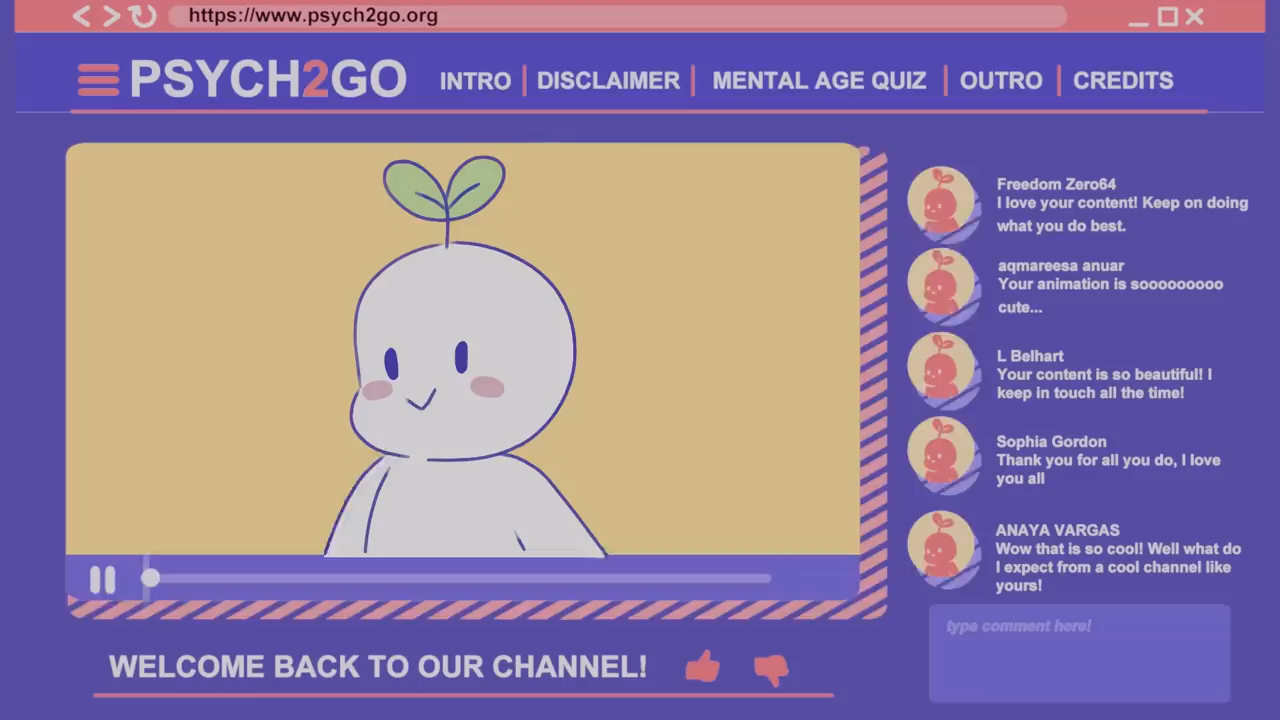 https://www.psych2go.org
PSYCH2GO
INTRO | DISCLAIMER | MENTAL AGE QUIZ | OUTRO | CREDITS
Freedom Zero64
I love your content! Keep on doing
what you do best.
aqmareesa anuar
Your animation is sooooooooo
cute...
L Belhart
Your content is so beautiful! I
keep in touch all the time!
Sophia Gordon
Thank you for all you do, I love
you all
ANAYA VARGAS
Wow that is so cool! Well what do
I expect from a cool channel like
yours!
type comment here!
WELCOME BACK TO OUR CHANNEL!